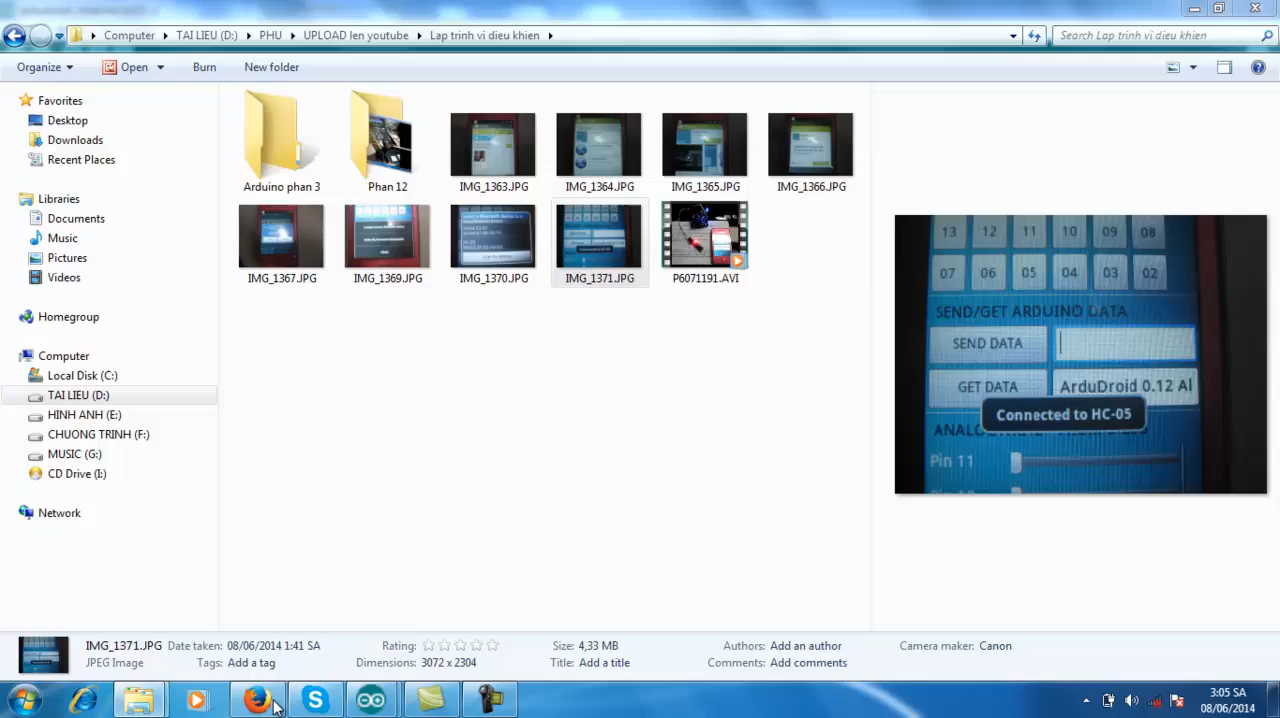 Computer TAI LIEU (D:) PHU UPLOAD len youtube Lap trinh vi dieu khien
Search Lap trinh vi dieu khien
Organize Open Burn New folder
Favorites
Desktop
Downloads
Recent Places
Libraries
Documents
Music
Pictures
Videos
Homegroup
Computer
Local Disk (C:)
TAI LIEU (D:)
HINH ANH (E:)
CHUONG TRINH (F:)
MUSIC (G:)
CD Drive (I:)
Network
Arduino phan 3
Phan 12
IMG_1363.JPG
IMG_1364.JPG
IMG_1365.JPG
IMG_1366.JPG
IMG_1367.JPG
IMG_1369.JPG
IMG_1370.JPG
IMG_1371.JPG
P6071191.AVI
13 12 11 10 09 08
07 06 05 04 03 02
SEND/GET ARDUINO DATA
SEND DATA
GET DATA ArduDroid 0.12 Al
Connected to HC-05
Pin 11
IMG_1371.JPG Date taken: 08/06/2014 1:41 SA Rating: Size: 4,33 MB Authors: Add an author Camera maker: Canon
JPEG Image Tags: Add a tag Dimensions: 3072 x 2304 Title: Add a title Comments: Add comments
3:05 SA
08/06/2014